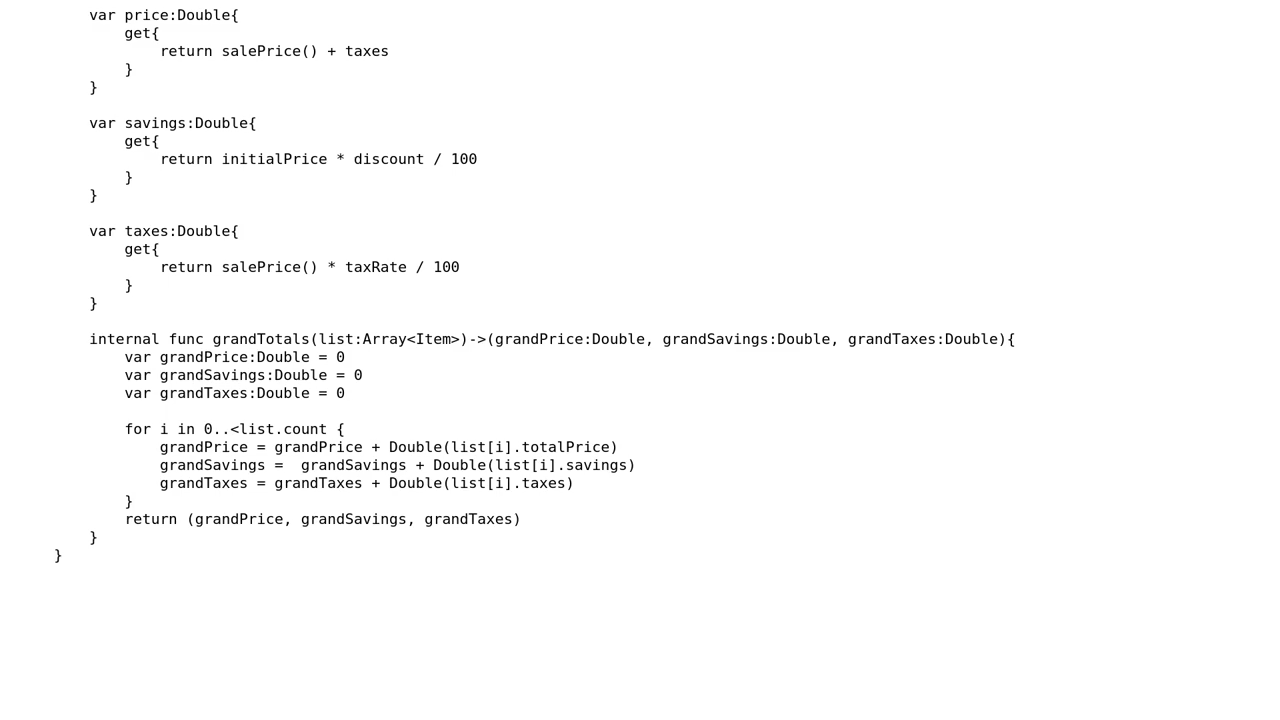 var price:Double{
get{
return salePrice() + taxes
}
}
var savings:Double{
get{
return initialPrice * discount / 100
}
}
var taxes:Double{
get{
return salePrice() * taxRate / 100
}
}
internal func grandTotals(list:Array<Item>)->(grandPrice:Double, grandSavings:Double, grandTaxes:Double){
var grandPrice:Double = 0
var grandSavings:Double = 0
var grandTaxes:Double = 0
for i in 0..<list.count {
grandPrice = grandPrice + Double(list[i].totalPrice)
grandSavings =  grandSavings + Double(list[i].savings)
grandTaxes = grandTaxes + Double(list[i].taxes)
}
return (grandPrice, grandSavings, grandTaxes)
}
}